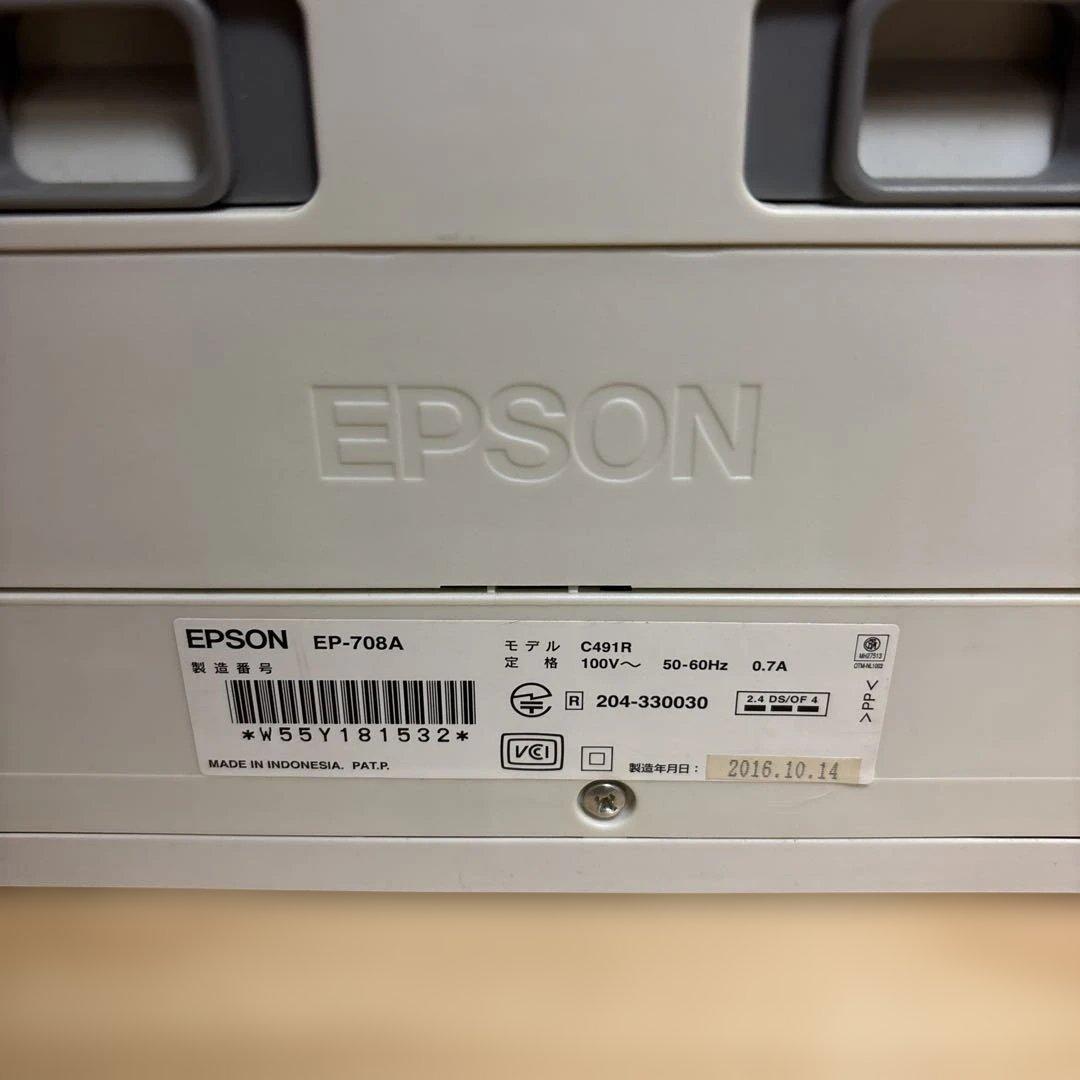 EPSON
EPSON EP-708A
製造番号
*W55Y181532*
MADE IN INDONESIA. PAT.P.
モデル C491R
定 格 100V～ 50-60Hz 0.7A
R 204-330030
2.4 DS/OF 4
VCCI
製造年月日： 2016.10.14
MH27513
>PP<